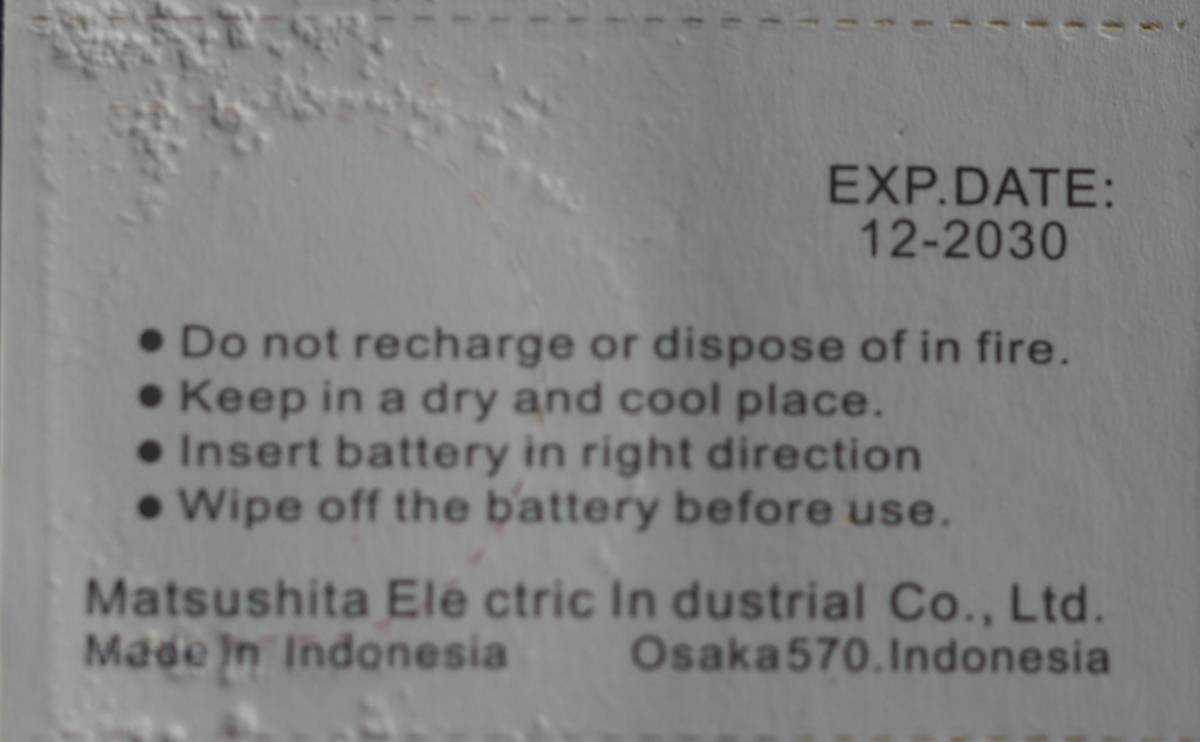 EXP.DATE:
12-2030
● Do not recharge or dispose of in fire.
● Keep in a dry and cool place.
● Insert battery in right direction
● Wipe off the battery before use.
Matsushita Ele ctric In dustrial Co., Ltd.
Made In Indonesia Osaka570.Indonesia